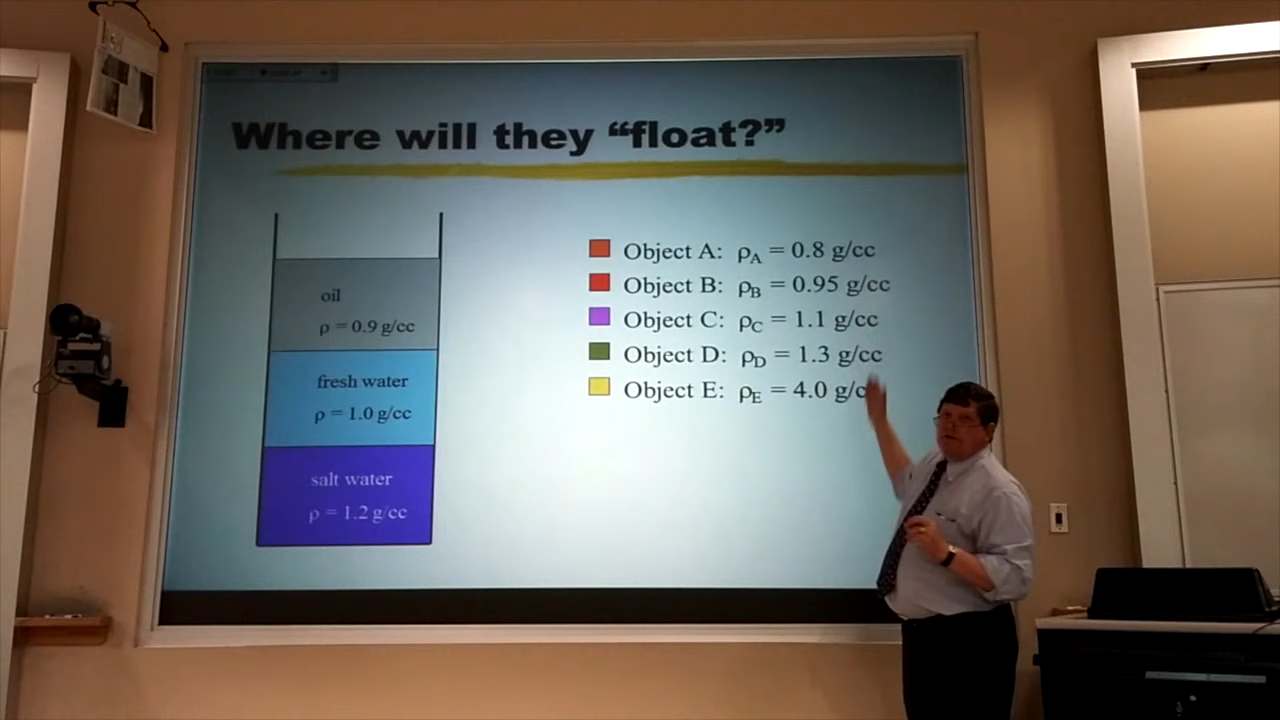 Where will they “float?”
oil
ρ = 0.9 g/cc
fresh water
ρ = 1.0 g/cc
salt water
ρ = 1.2 g/cc
Object A: ρA = 0.8 g/cc
Object B: ρB = 0.95 g/cc
Object C: ρC = 1.1 g/cc
Object D: ρD = 1.3 g/cc
Object E: ρE = 4.0 g/c